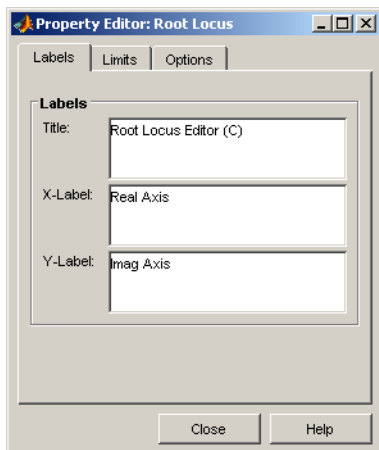 Property Editor: Root Locus
Labels Limits Options
Labels
Title: Root Locus Editor (C)
X-Label: Real Axis
Y-Label: Imag Axis
Close Help